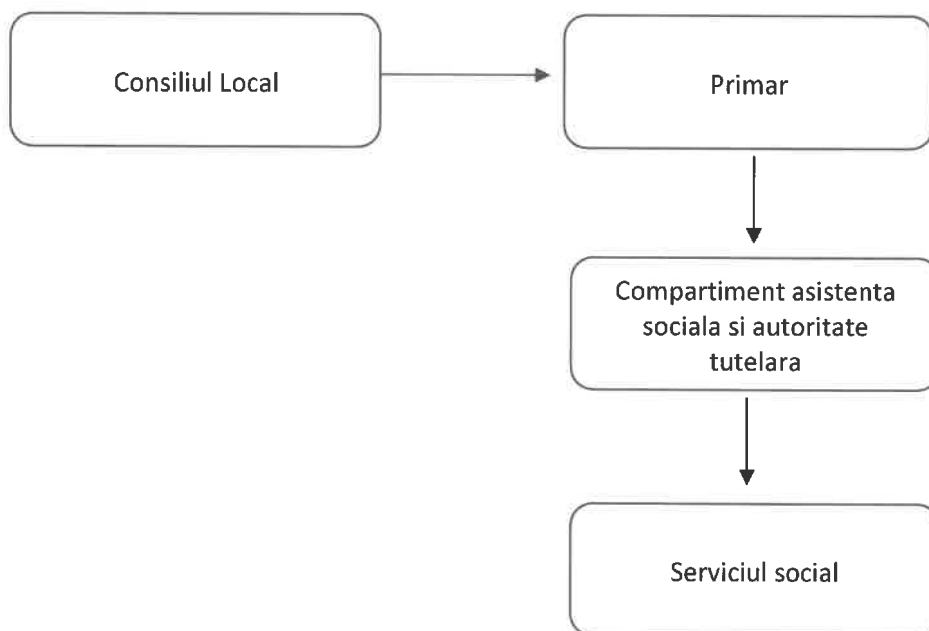 Consiliul Local
Primar
Compartiment asistenta
sociala si autoritate
tutelara
Serviciul social